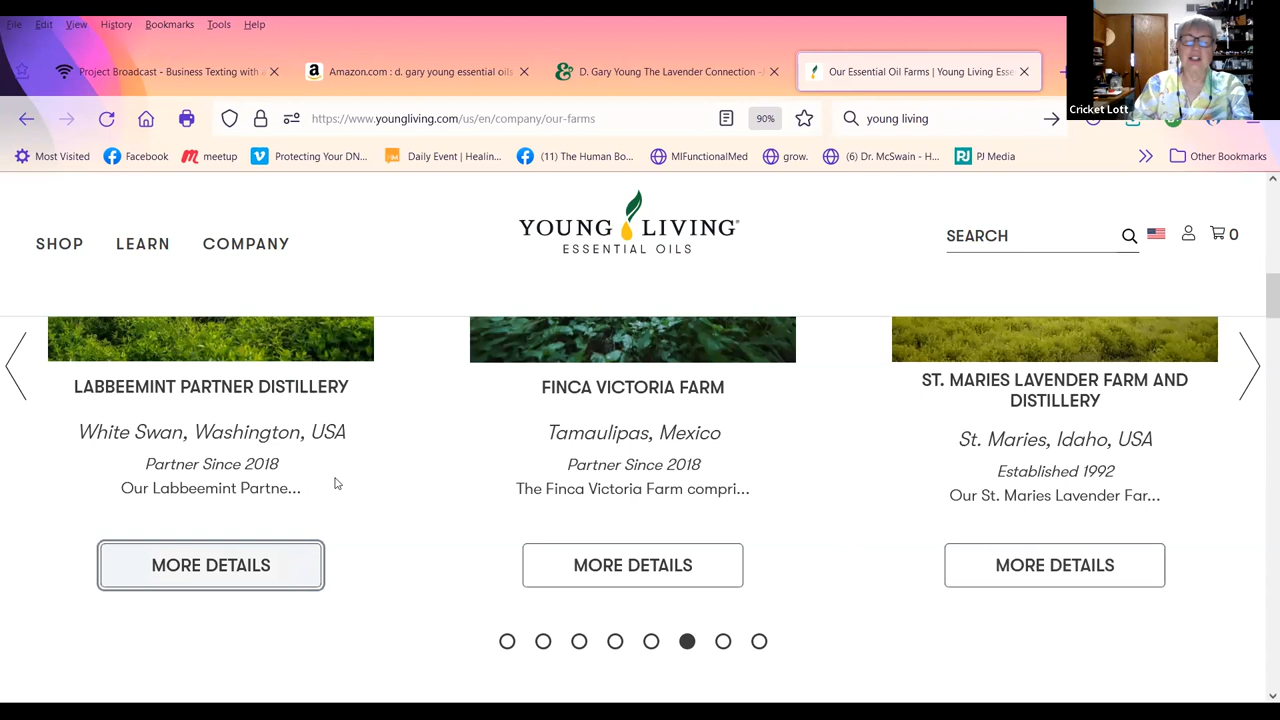 File Edit View History Bookmarks Tools Help
Project Broadcast - Business Texting with a
Amazon.com : d. gary young essential oils
D. Gary Young The Lavender Connection -
Our Essential Oil Farms | Young Living Esse
https://www.youngliving.com/us/en/company/our-farms
90%
young living
Cricket Lott
Most Visited
Facebook
meetup
Protecting Your DN...
Daily Event | Healin...
(11) The Human Bo...
MIFunctionalMed
grow.
(6) Dr. McSwain - H...
PJ Media
Other Bookmarks
SHOP LEARN COMPANY
YOUNG LIVING
ESSENTIAL OILS
SEARCH
0
LABBEEMINT PARTNER DISTILLERY
White Swan, Washington, USA
Partner Since 2018
Our Labbeemint Partne...
MORE DETAILS
FINCA VICTORIA FARM
Tamaulipas, Mexico
Partner Since 2018
The Finca Victoria Farm compri...
MORE DETAILS
ST. MARIES LAVENDER FARM AND
DISTILLERY
St. Maries, Idaho, USA
Established 1992
Our St. Maries Lavender Far...
MORE DETAILS